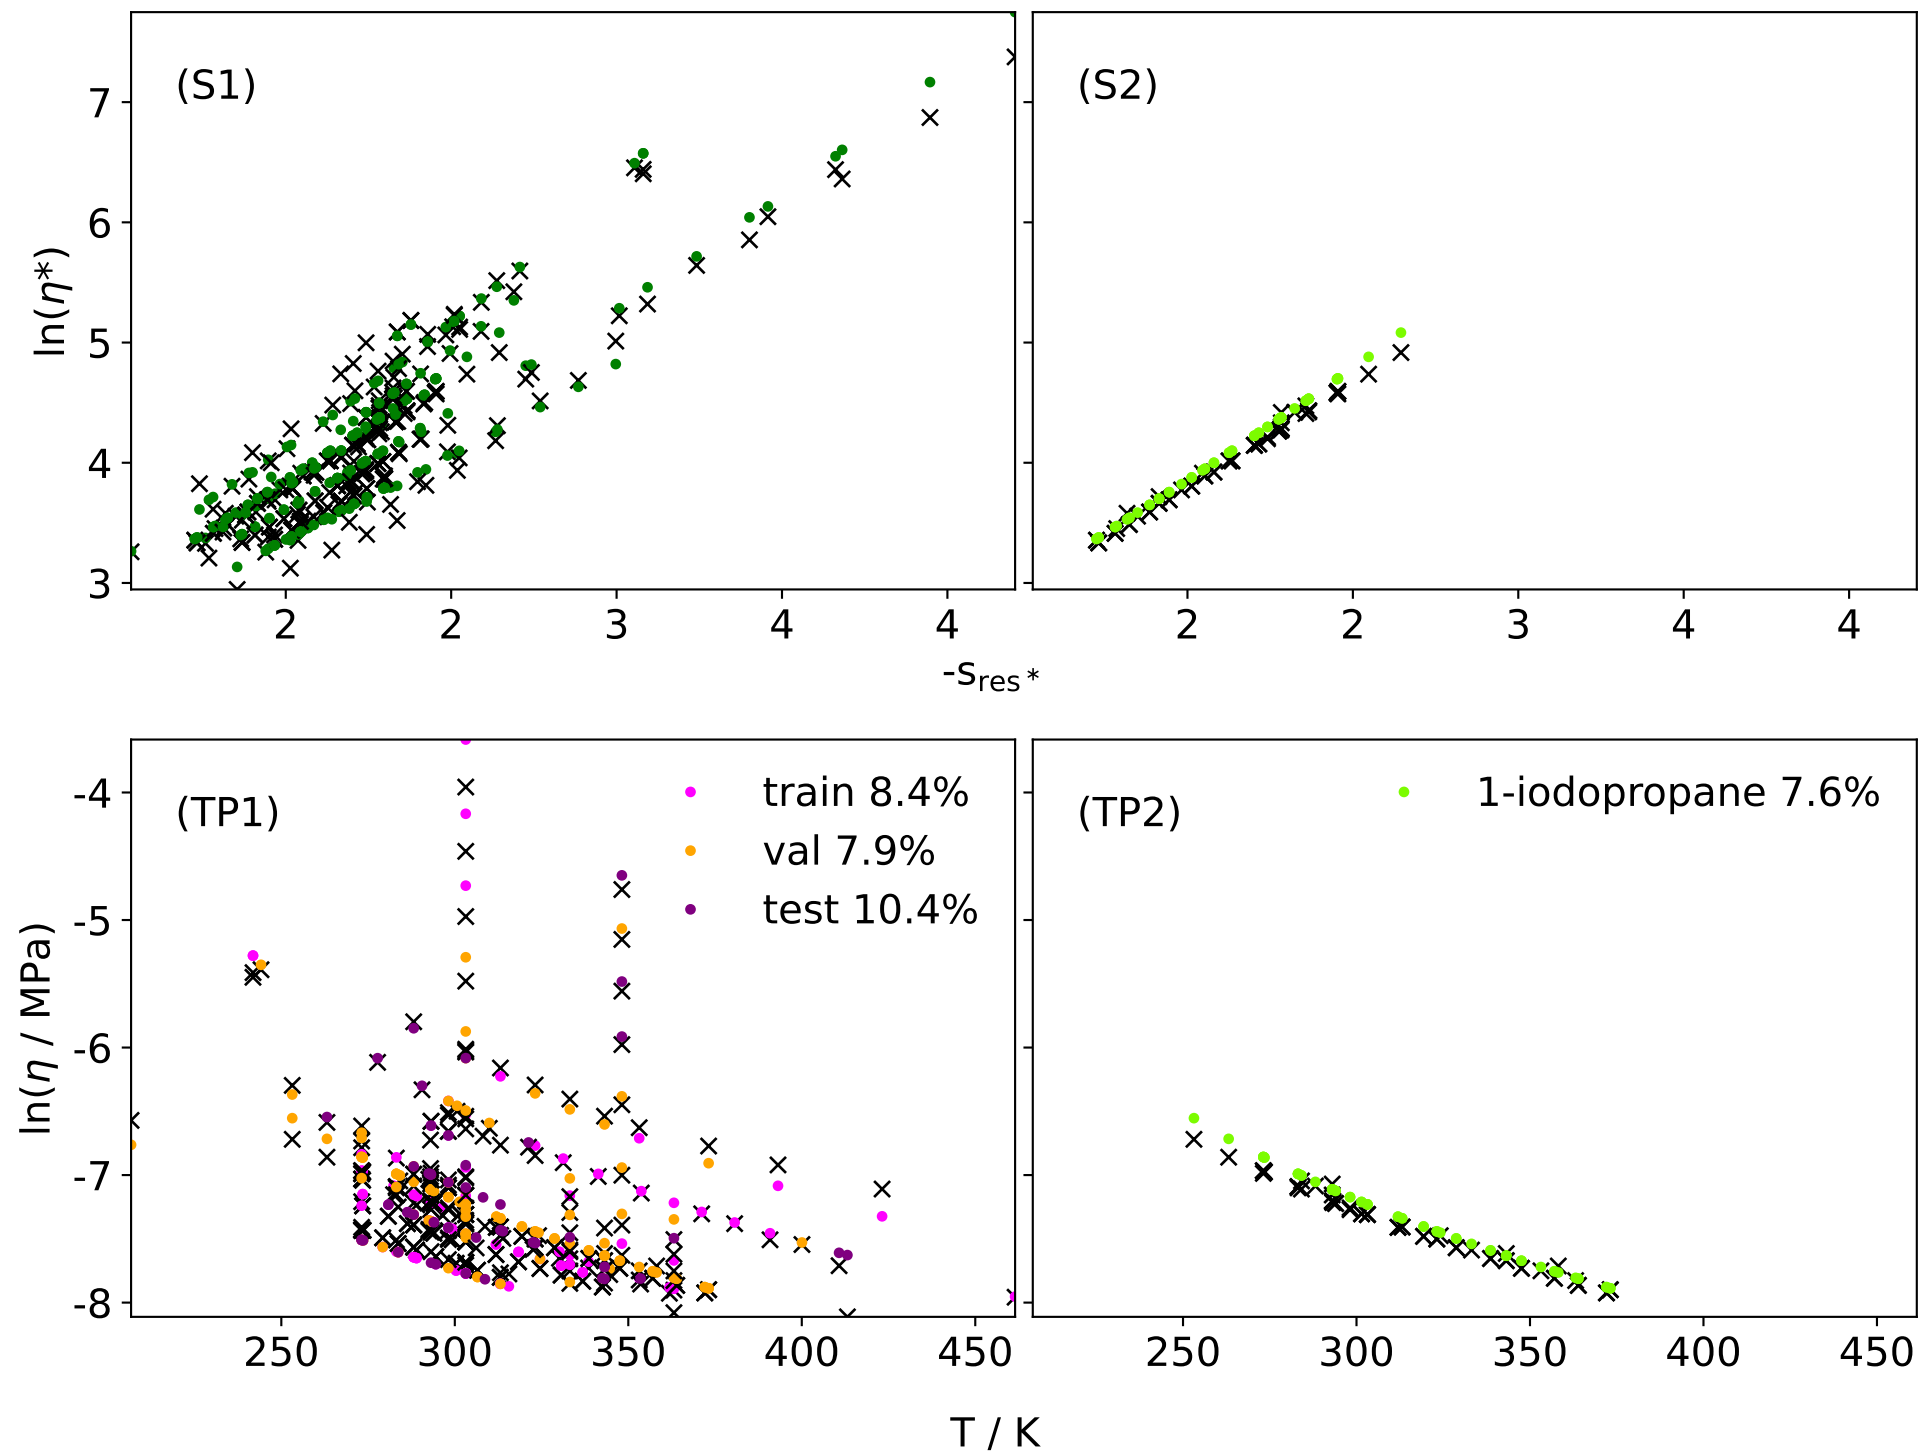 (S1)
(S2)
7
6
5
4
3
ln(η*)
2 2 3 4 4
2 2 3 4 4
-s_res*
(TP1)
train 8.4%
val 7.9%
test 10.4%
(TP2)
1-iodopropane 7.6%
-4
-5
-6
-7
-8
ln(η / MPa)
250 300 350 400 450
250 300 350 400 450
T / K